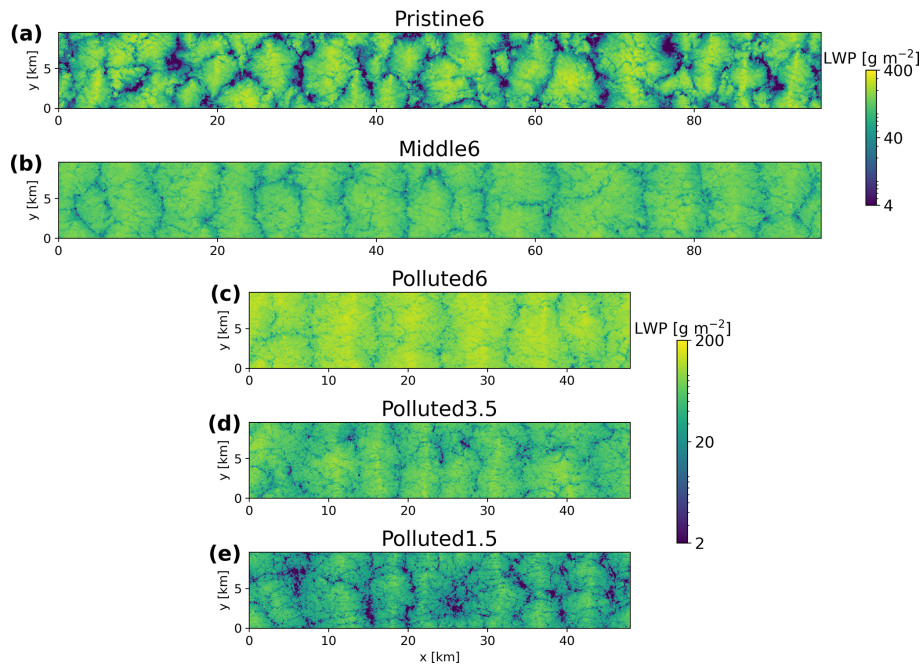 Pristine6
(a)
y [km]
5
0
0 20 40 60 80
LWP [g m⁻²]
400
40
4
Middle6
(b)
y [km]
5
0
0 20 40 60 80
Polluted6
(c)
y [km]
5
0
0 10 20 30 40
LWP [g m⁻²]
200
20
2
Polluted3.5
(d)
y [km]
5
0
0 10 20 30 40
Polluted1.5
(e)
y [km]
5
0
0 10 20 30 40
x [km]